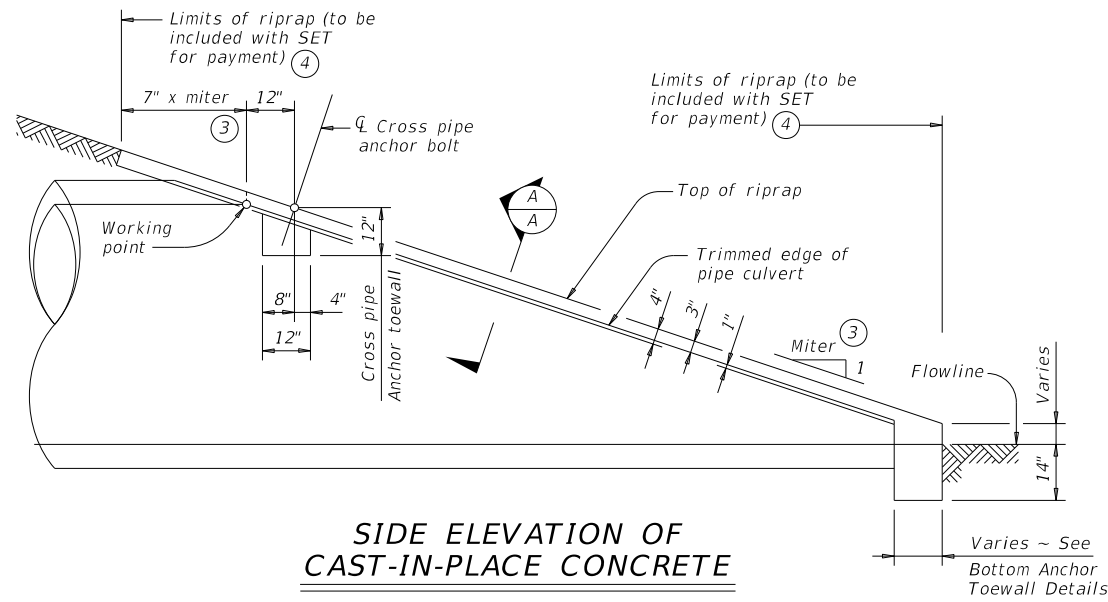 Limits of riprap (to be
included with SET
for payment) 4
7" x miter
12"
3
℄ Cross pipe
anchor bolt
Limits of riprap (to be
included with SET
for payment) 4
A
A
Top of riprap
Working
point
12"
Trimmed edge of
pipe culvert
8"
4"
12"
Cross pipe
Anchor toewall
4"
3"
1"
Miter 3
1
Flowline
Varies
14"
SIDE ELEVATION OF
CAST-IN-PLACE CONCRETE
Varies ~ See
Bottom Anchor
Toewall Details